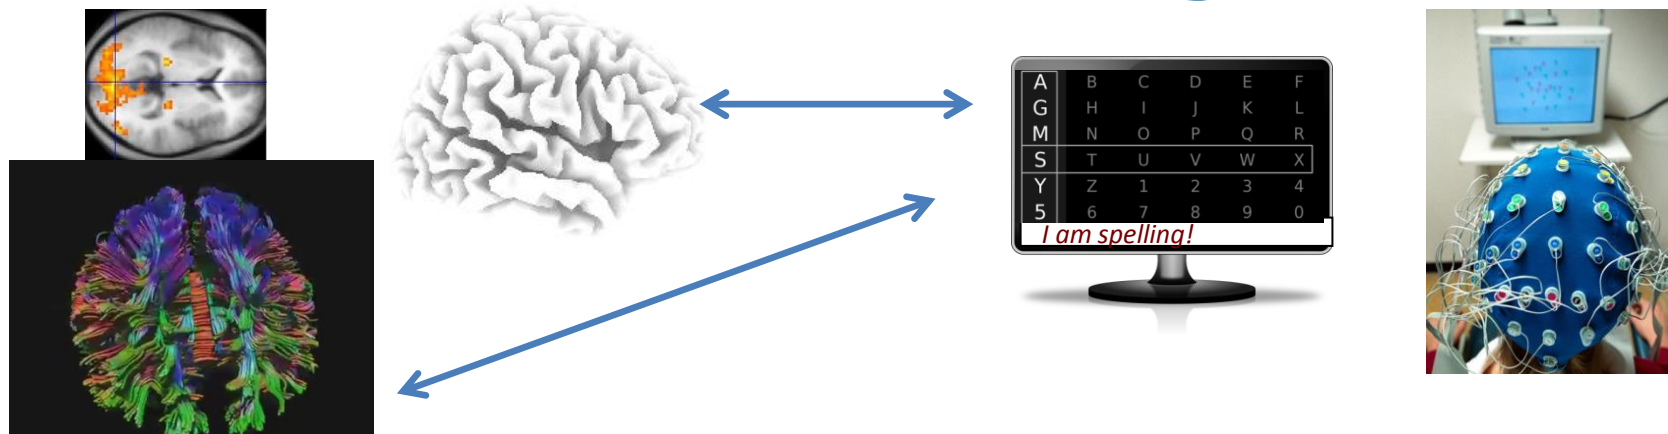 A B C D E F
G H I J K L
M N O P Q R
S T U V W X
Y Z 1 2 3 4
5 6 7 8 9 0
I am spelling!